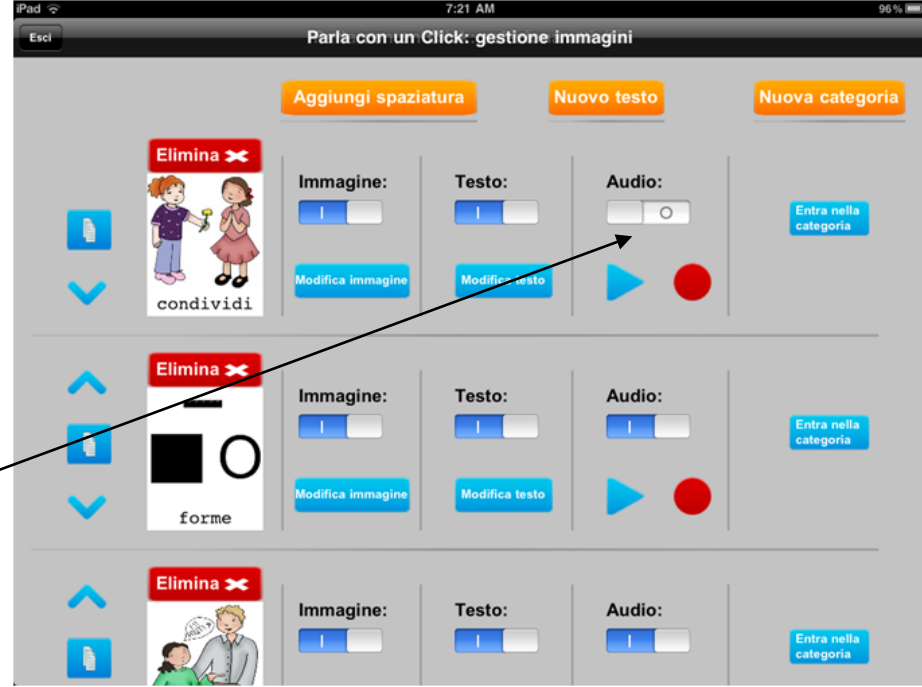 iPad 7:21 AM 96%
Esci Parla con un Click: gestione immagini
Aggiungi spaziatura Nuovo testo Nuova categoria
Elimina
Immagine: Testo: Audio:
Entra nella
categoria
Modifica immagine Modifica testo
condividi
Elimina
Immagine: Testo: Audio:
Entra nella
categoria
Modifica immagine Modifica testo
forme
Elimina
Immagine: Testo: Audio:
Entra nella
categoria